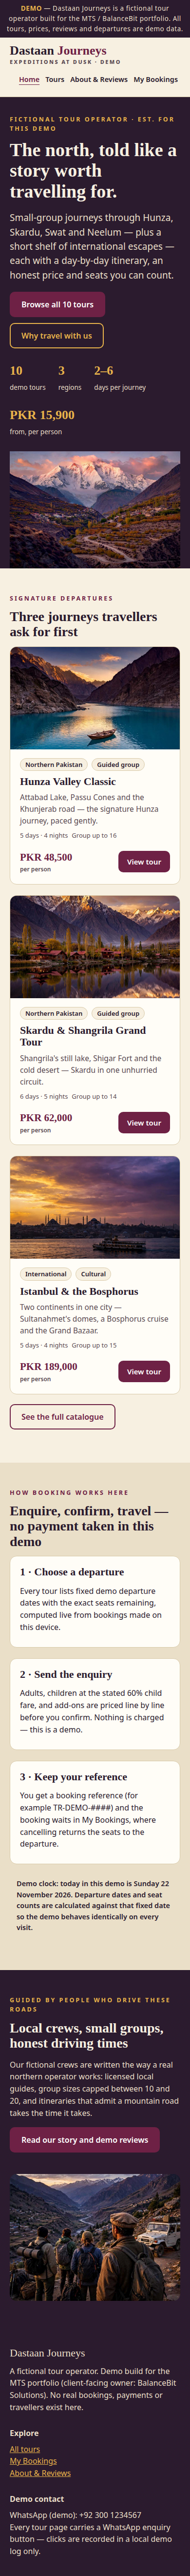 DEMO — Dastaan Journeys is a fictional tour
operator built for the MTS / BalanceBit portfolio. All
tours, prices, reviews and departures are demo data.
Dastaan Journeys
EXPEDITIONS AT DUSK · DEMO
Home Tours About & Reviews My Bookings
FICTIONAL TOUR OPERATOR · EST. FOR
THIS DEMO
The north, told like a
story worth
travelling for.
Small-group journeys through Hunza,
Skardu, Swat and Neelum — plus a
short shelf of international escapes —
each with a day-by-day itinerary, an
honest price and seats you can count.
Browse all 10 tours
Why travel with us
10 3 2–6
demo tours regions days per journey
PKR 15,900
from, per person
SIGNATURE DEPARTURES
Three journeys travellers
ask for first
Northern Pakistan Guided group
Hunza Valley Classic
Attabad Lake, Passu Cones and the
Khunjerab road — the signature Hunza
journey, paced gently.
5 days · 4 nights Group up to 16
PKR 48,500
per person
View tour
Northern Pakistan Guided group
Skardu & Shangrila Grand
Tour
Shangrila's still lake, Shigar Fort and the
cold desert — Skardu in one unhurried
circuit.
6 days · 5 nights Group up to 14
PKR 62,000
per person
View tour
International Cultural
Istanbul & the Bosphorus
Two continents in one city —
Sultanahmet's domes, a Bosphorus cruise
and the Grand Bazaar.
5 days · 4 nights Group up to 15
PKR 189,000
per person
View tour
See the full catalogue
HOW BOOKING WORKS HERE
Enquire, confirm, travel —
no payment taken in this
demo
1 · Choose a departure
Every tour lists fixed demo departure
dates with the exact seats remaining,
computed live from bookings made on
this device.
2 · Send the enquiry
Adults, children at the stated 60% child
fare, and add-ons are priced line by line
before you confirm. Nothing is charged
— this is a demo.
3 · Keep your reference
You get a booking reference (for
example TR-DEMO-####) and the
booking waits in My Bookings, where
cancelling returns the seats to the
departure.
Demo clock: today in this demo is Sunday 22
November 2026. Departure dates and seat
counts are calculated against that fixed date
so the demo behaves identically on every
visit.
GUIDED BY PEOPLE WHO DRIVE THESE
ROADS
Local crews, small groups,
honest driving times
Our fictional crews are written the way a real
northern operator works: licensed local
guides, group sizes capped between 10 and
20, and itineraries that admit a mountain road
takes the time it takes.
Read our story and demo reviews
Dastaan Journeys
A fictional tour operator. Demo build for the
MTS portfolio (client-facing owner: BalanceBit
Solutions). No real bookings, payments or
travellers exist here.
Explore
All tours
My Bookings
About & Reviews
Demo contact
WhatsApp (demo): +92 300 1234567
Every tour page carries a WhatsApp enquiry
button — clicks are recorded in a local demo
log only.